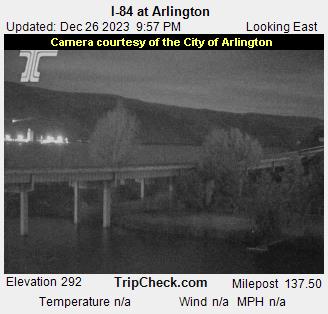 I-84 at Arlington
Updated: Dec 26 2023 9:57 PM Looking East
Camera courtesy of the City of Arlington
Elevation 292 TripCheck.com Milepost 137.50
Temperature n/a Wind n/a MPH n/a